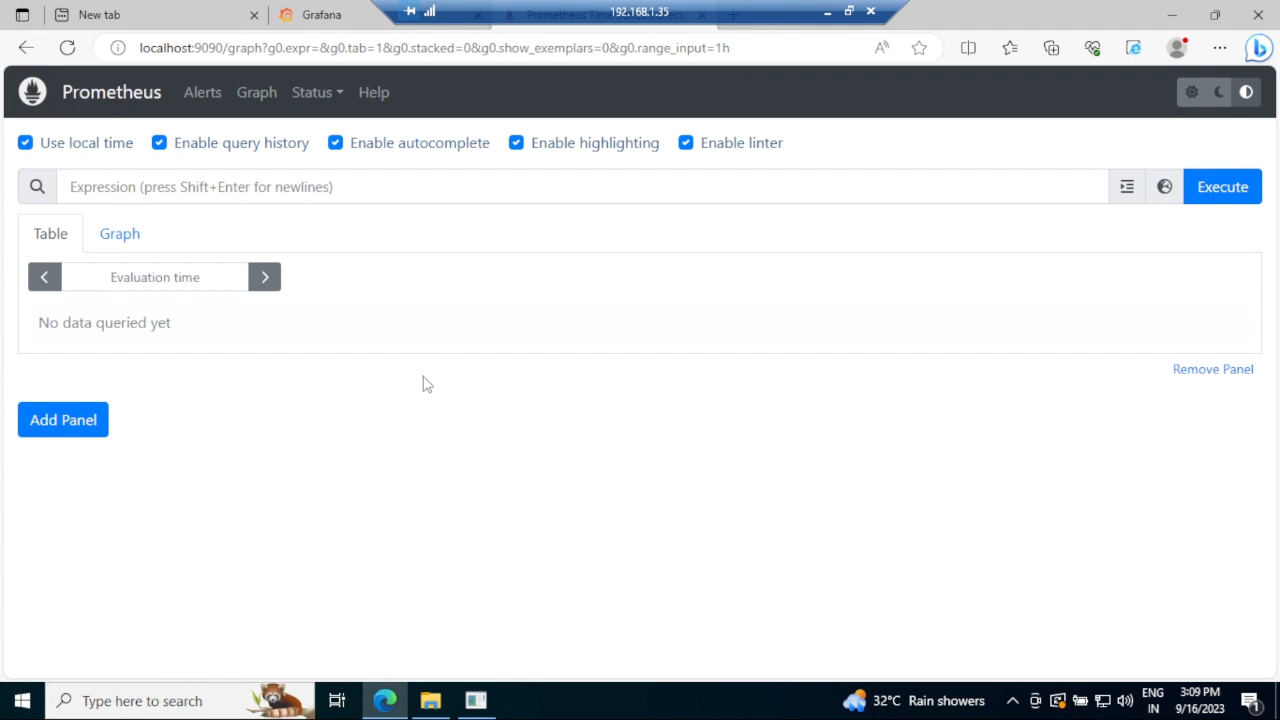 New tab
Grafana
192.168.1.35
Prometheus Time
localhost:9090/graph?g0.expr=&g0.tab=1&g0.stacked=0&g0.show_exemplars=0&g0.range_input=1h
Prometheus
Alerts
Graph
Status
Help
Use local time
Enable query history
Enable autocomplete
Enable highlighting
Enable linter
Expression (press Shift+Enter for newlines)
Execute
Table
Graph
Evaluation time
No data queried yet
Remove Panel
Add Panel
Type here to search
32°C Rain showers
ENG
IN
3:09 PM
9/16/2023
1